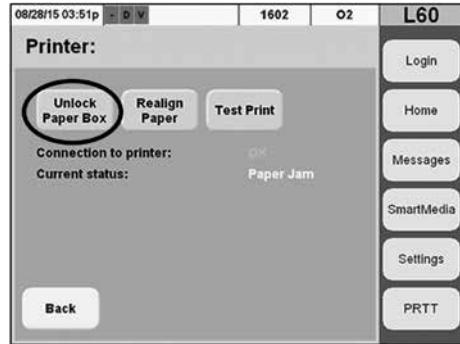 08/28/15 03:51p - D V 1602 O2 L60
Printer:
Login
Unlock
Paper Box
Realign
Paper
Test Print
Home
Connection to printer: OK
Current status: Paper Jam
Messages
SmartMedia
Settings
Back
PRTT